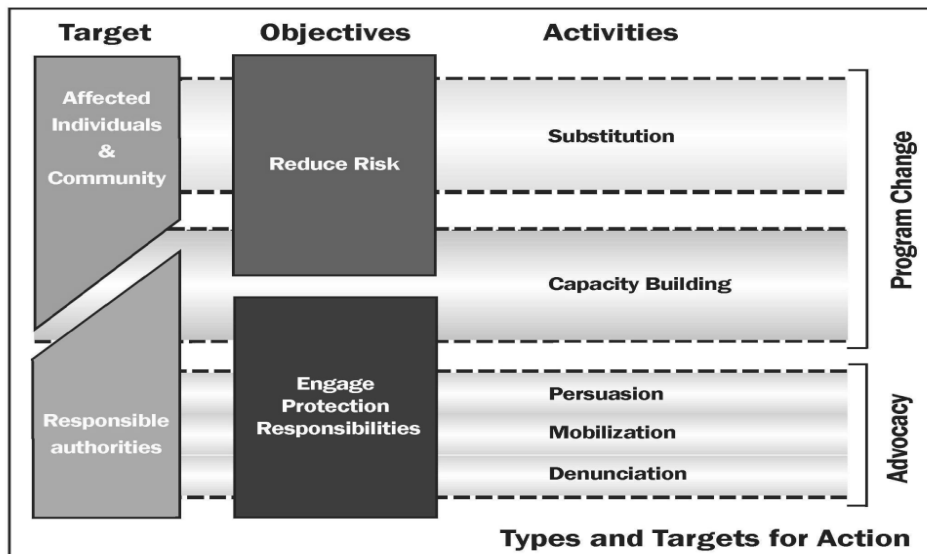 Target Objectives Activities
Affected
Individuals
&
Community
Reduce Risk
Substitution
Capacity Building
Program Change
Responsible
authorities
Engage
Protection
Responsibilities
Persuasion
Mobilization
Denunciation
Advocacy
Types and Targets for Action